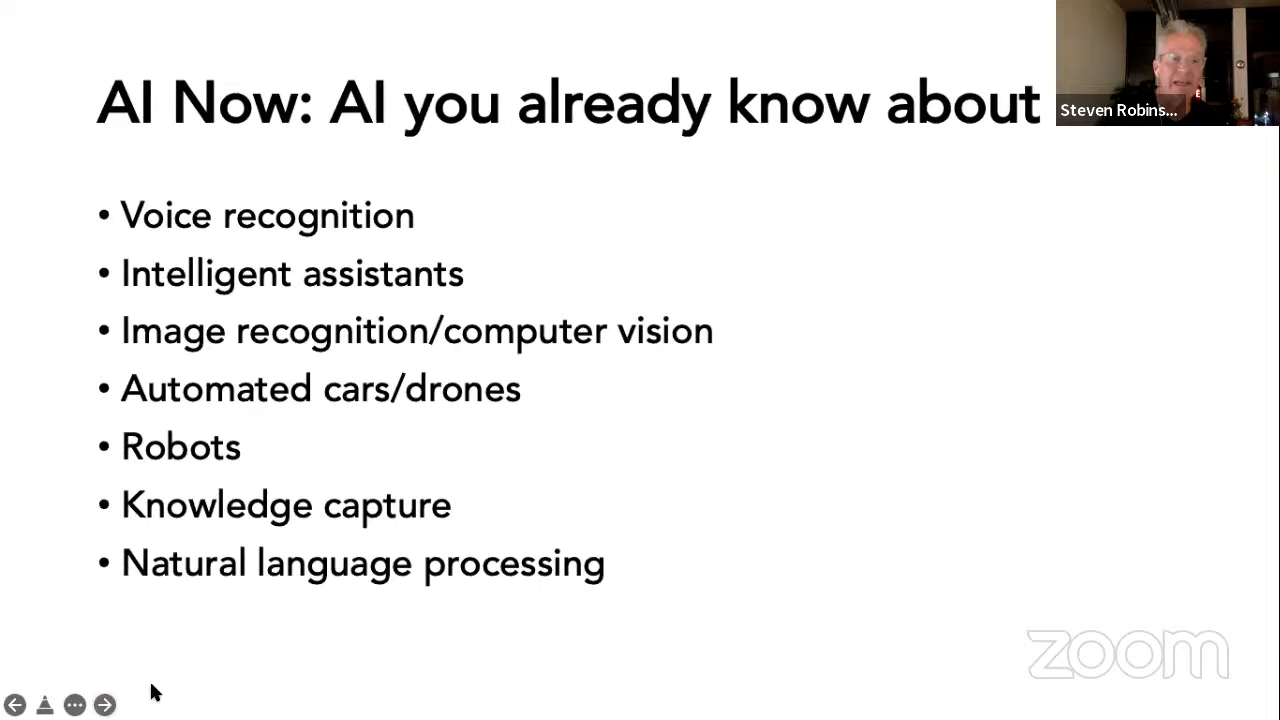 AI Now: AI you already know about
Steven Robins...
• Voice recognition
• Intelligent assistants
• Image recognition/computer vision
• Automated cars/drones
• Robots
• Knowledge capture
• Natural language processing
zoom